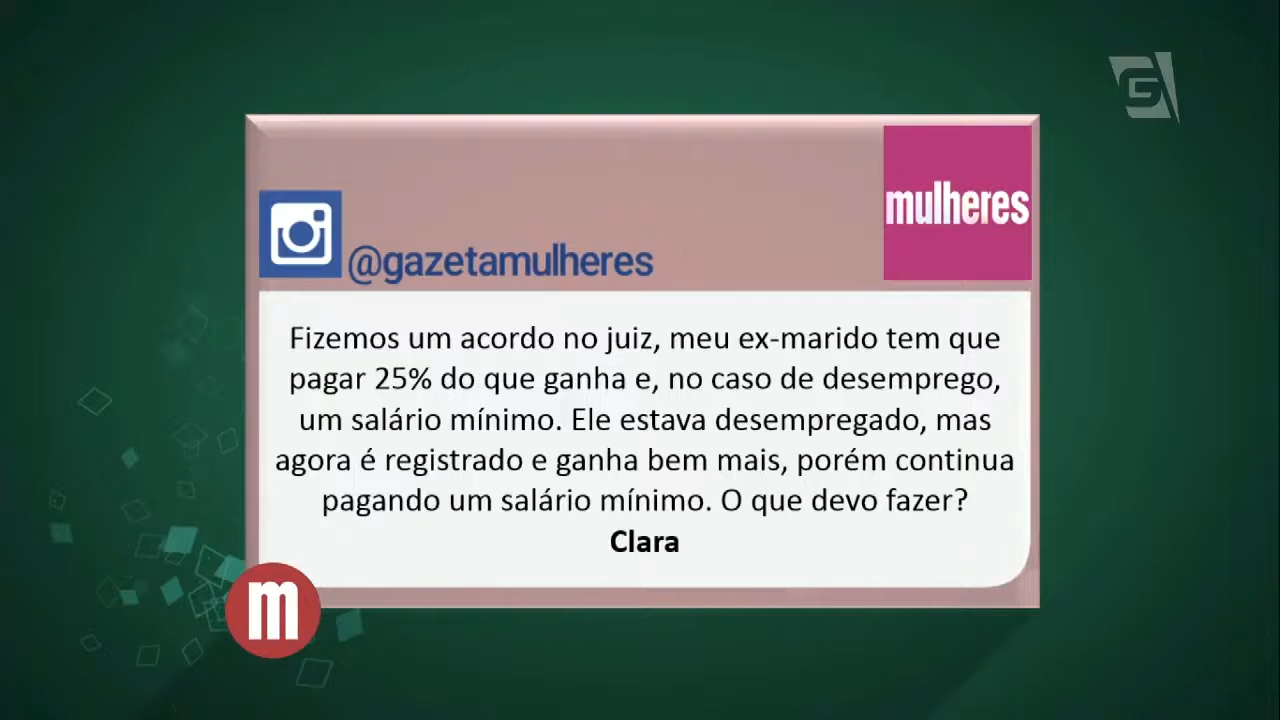 mulheres
@gazetamulheres
Fizemos um acordo no juiz, meu ex-marido tem que
pagar 25% do que ganha e, no caso de desemprego,
um salário mínimo. Ele estava desempregado, mas
agora é registrado e ganha bem mais, porém continua
pagando um salário mínimo. O que devo fazer?
Clara
m
G